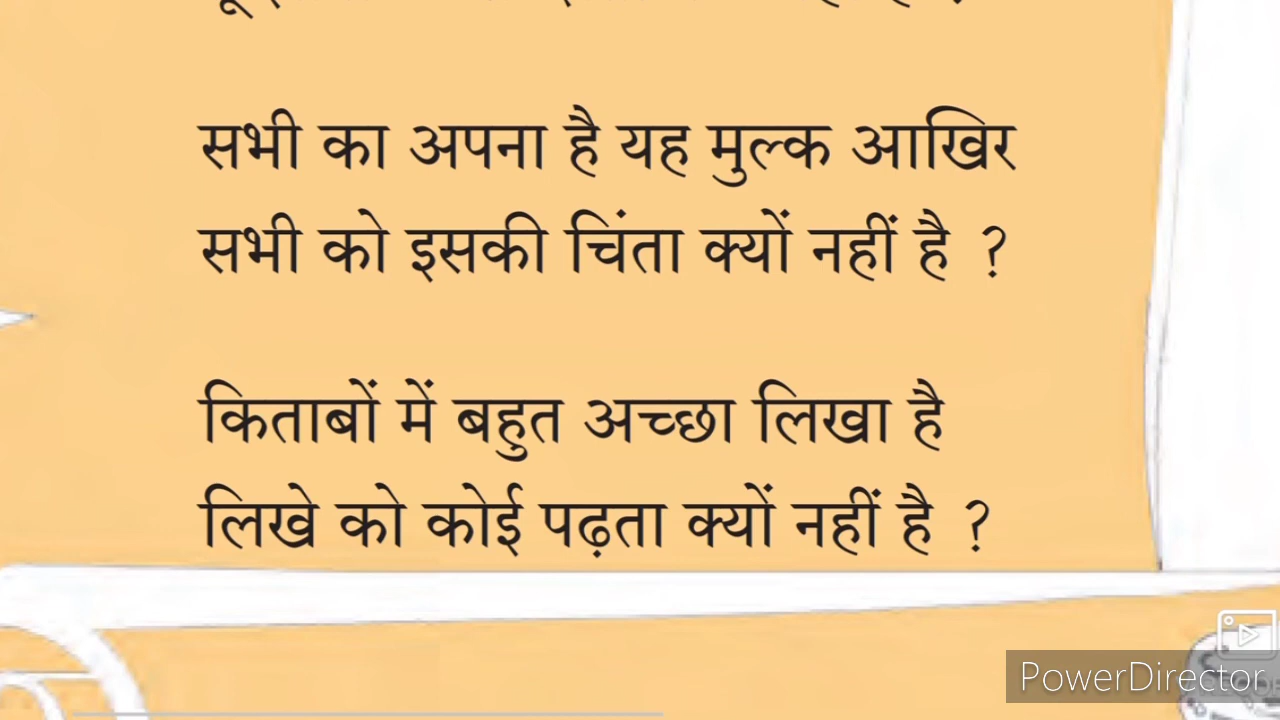 सभी का अपना है यह मुल्क आखिर
सभी को इसकी चिंता क्यों नहीं है ?
किताबों में बहुत अच्छा लिखा है
लिखे को कोई पढ़ता क्यों नहीं है ?
PowerDirector